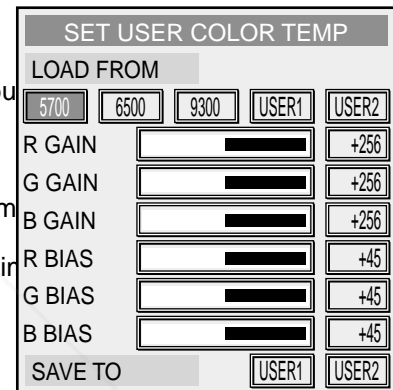 SET USER COLOR TEMP
LOAD FROM
5700 6500 9300 USER1 USER2
R GAIN +256
G GAIN +256
B GAIN +256
R BIAS +45
G BIAS +45
B BIAS +45
SAVE TO USER1 USER2